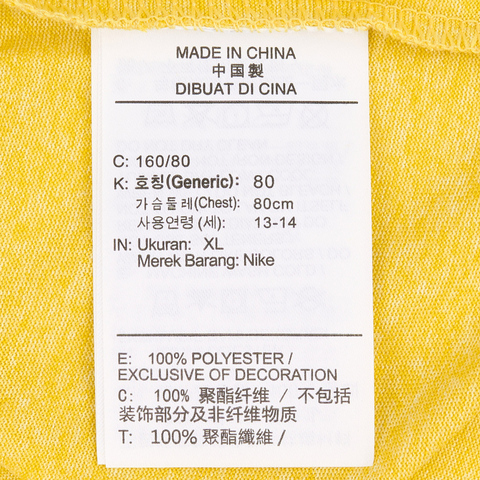 MADE IN CHINA
中国製
DIBUAT DI CINA
C: 160/80
K: 호칭(Generic): 80
가슴둘레(Chest): 80cm
사용연령 (세): 13-14
IN: Ukuran: XL
Merek Barang: Nike
E: 100% POLYESTER /
EXCLUSIVE OF DECORATION
C: 100% 聚酯纤维 / 不包括
装饰部分及非纤维物质
T: 100% 聚酯纖維 /